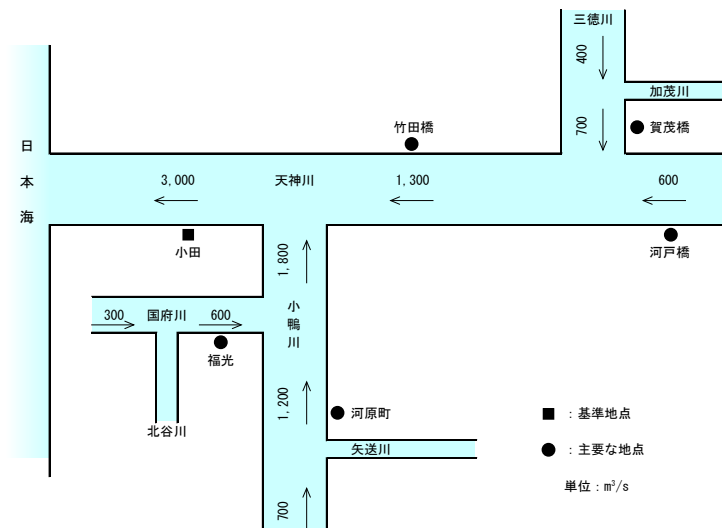 三徳川
400
加茂川
700
賀茂橋
竹田橋
日本海
3,000
天神川
1,300
600
小田
河戸橋
1,800
300
国府川
600
小鴨川
福光
1,200
河原町
■ : 基準地点
北谷川
矢送川
● : 主要な地点
単位 : m³/s
700